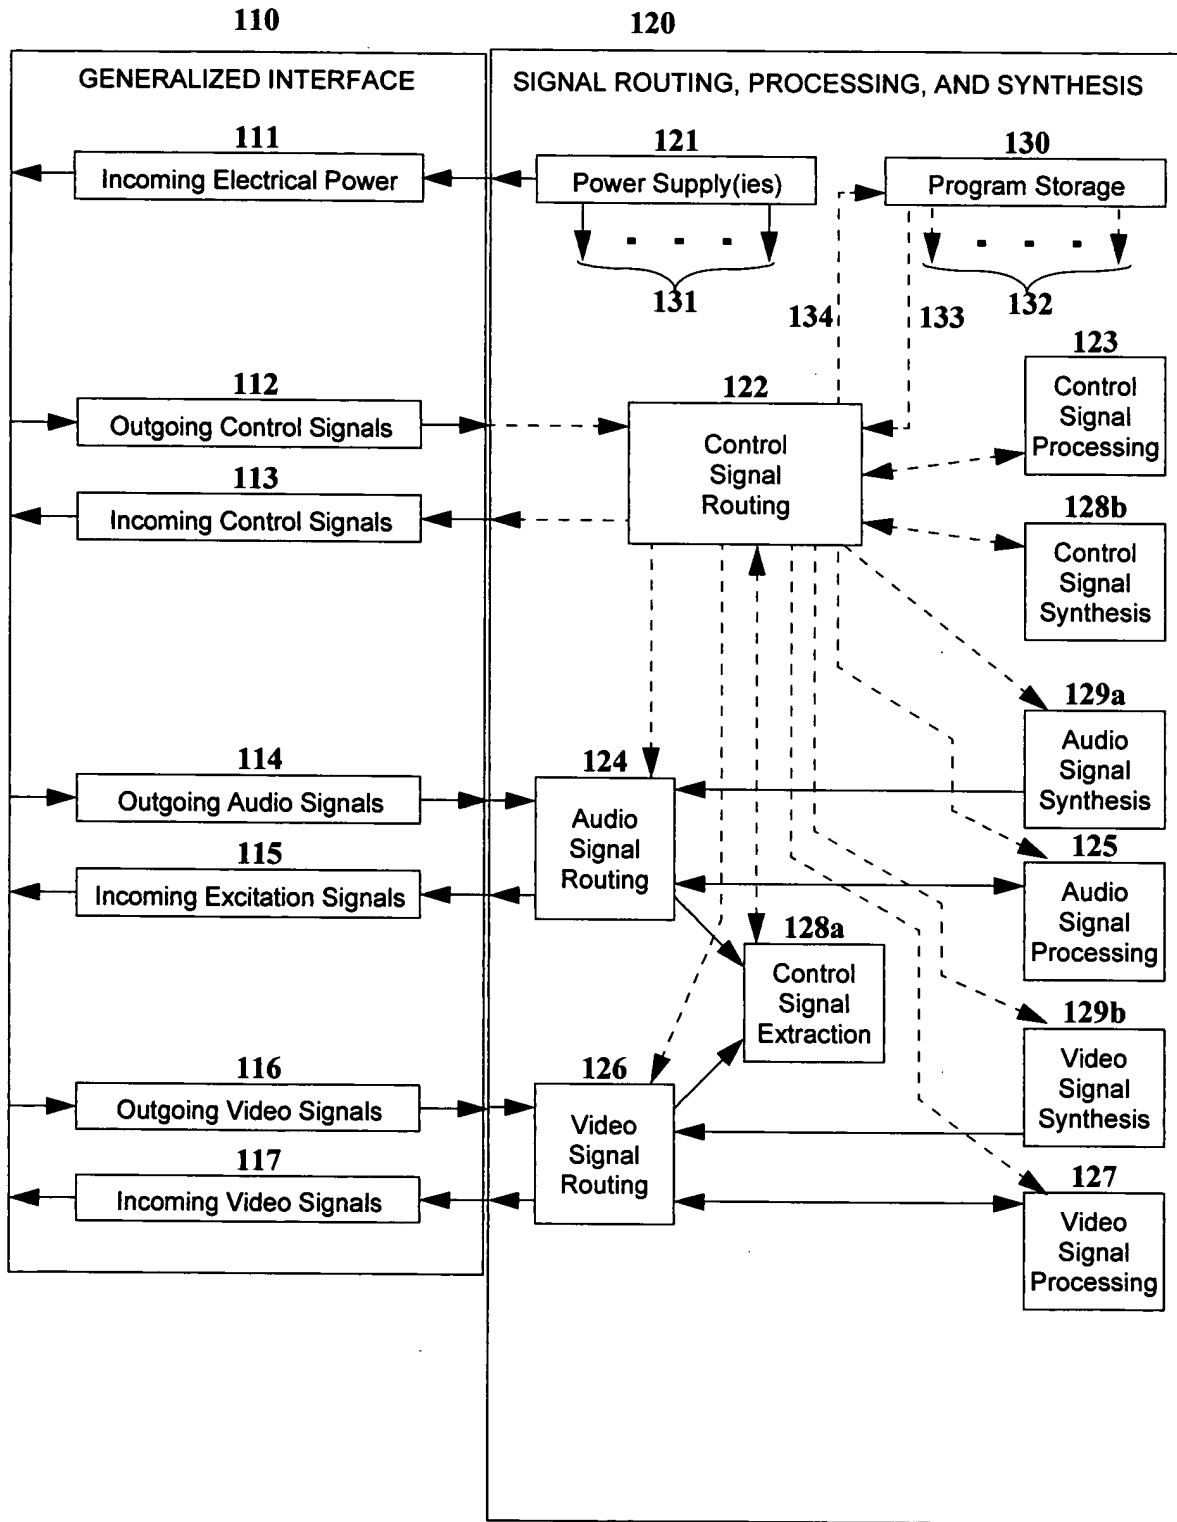 110
120
GENERALIZED INTERFACE
SIGNAL ROUTING, PROCESSING, AND SYNTHESIS
111
Incoming Electrical Power
121
Power Supply(ies)
130
Program Storage
131
134
133
132
112
Outgoing Control Signals
113
Incoming Control Signals
122
Control
Signal
Routing
123
Control
Signal
Processing
128b
Control
Signal
Synthesis
129a
Audio
Signal
Synthesis
114
Outgoing Audio Signals
115
Incoming Excitation Signals
124
Audio
Signal
Routing
125
Audio
Signal
Processing
128a
Control
Signal
Extraction
129b
Video
Signal
Synthesis
116
Outgoing Video Signals
117
Incoming Video Signals
126
Video
Signal
Routing
127
Video
Signal
Processing